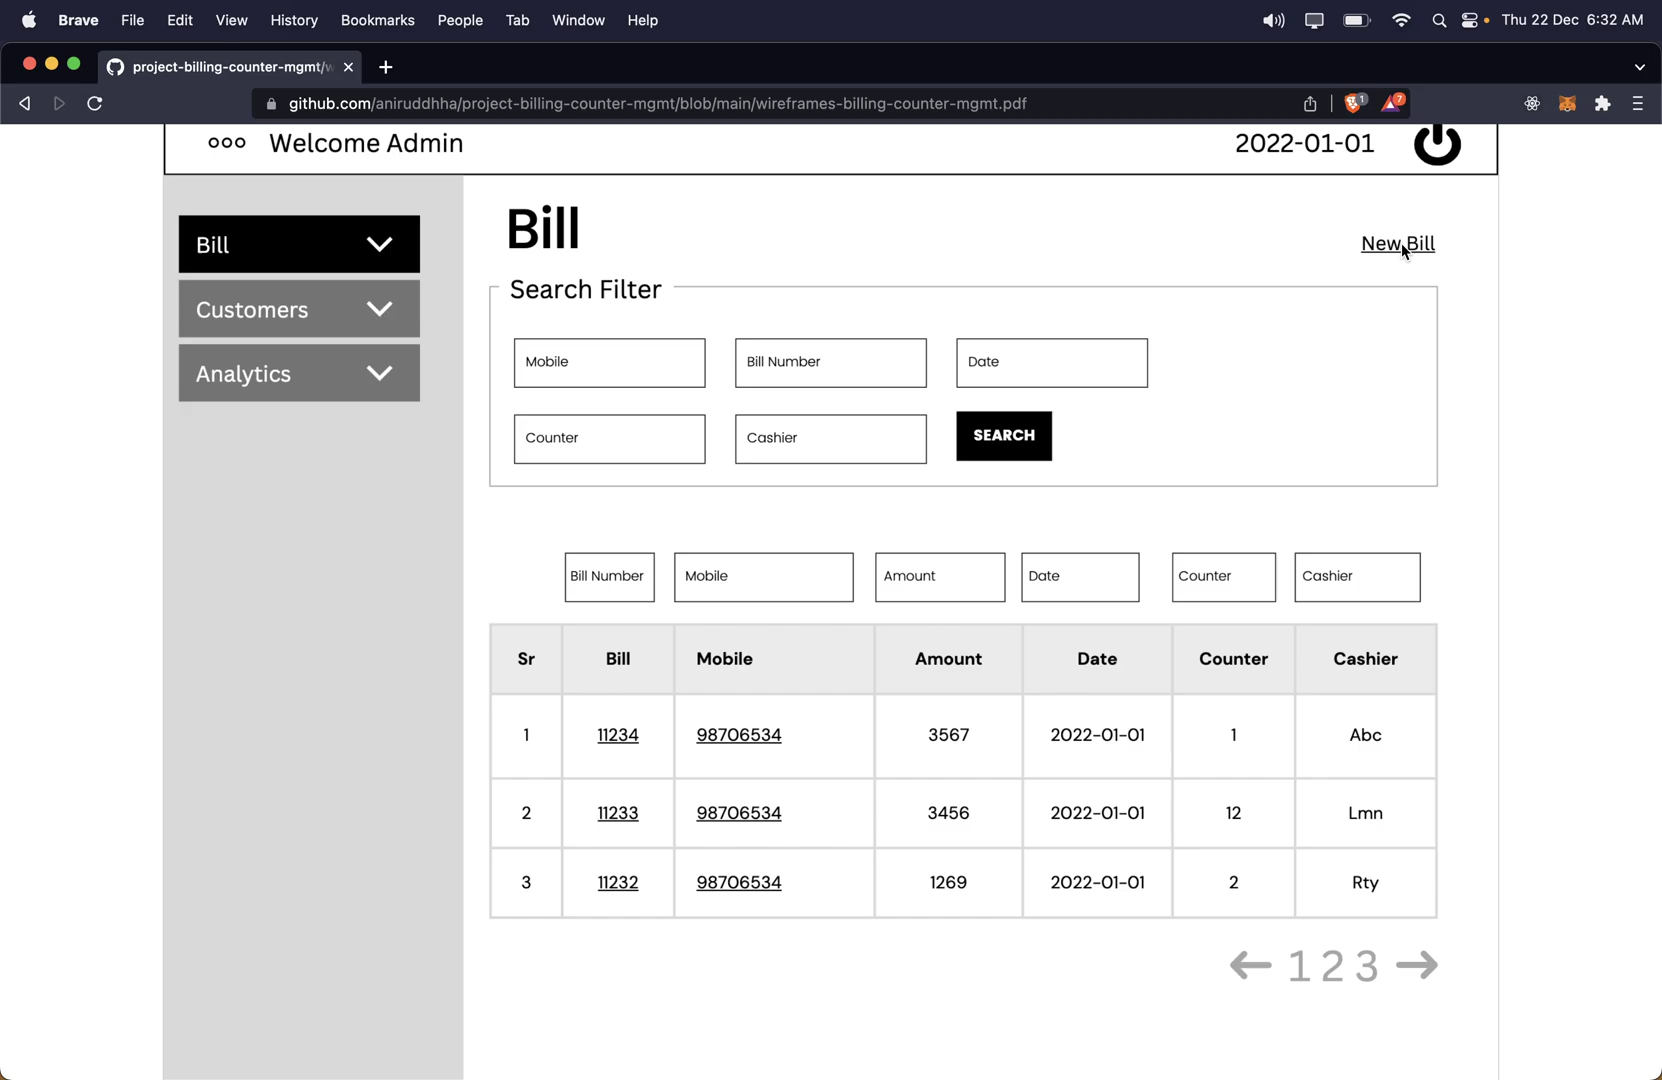 Brave File Edit View History Bookmarks People Tab Window Help Thu 22 Dec 6:32 AM
project-billing-counter-mgmt/w
github.com/aniruddhha/project-billing-counter-mgmt/blob/main/wireframes-billing-counter-mgmt.pdf 1 7
Welcome Admin 2022-01-01
Bill
Customers
Analytics
Bill
New Bill
Search Filter
Mobile Bill Number Date
Counter Cashier SEARCH
Bill Number Mobile Amount Date Counter Cashier
Sr Bill Mobile Amount Date Counter Cashier
1 11234 98706534 3567 2022-01-01 1 Abc
2 11233 98706534 3456 2022-01-01 12 Lmn
3 11232 98706534 1269 2022-01-01 2 Rty
← 1 2 3 →